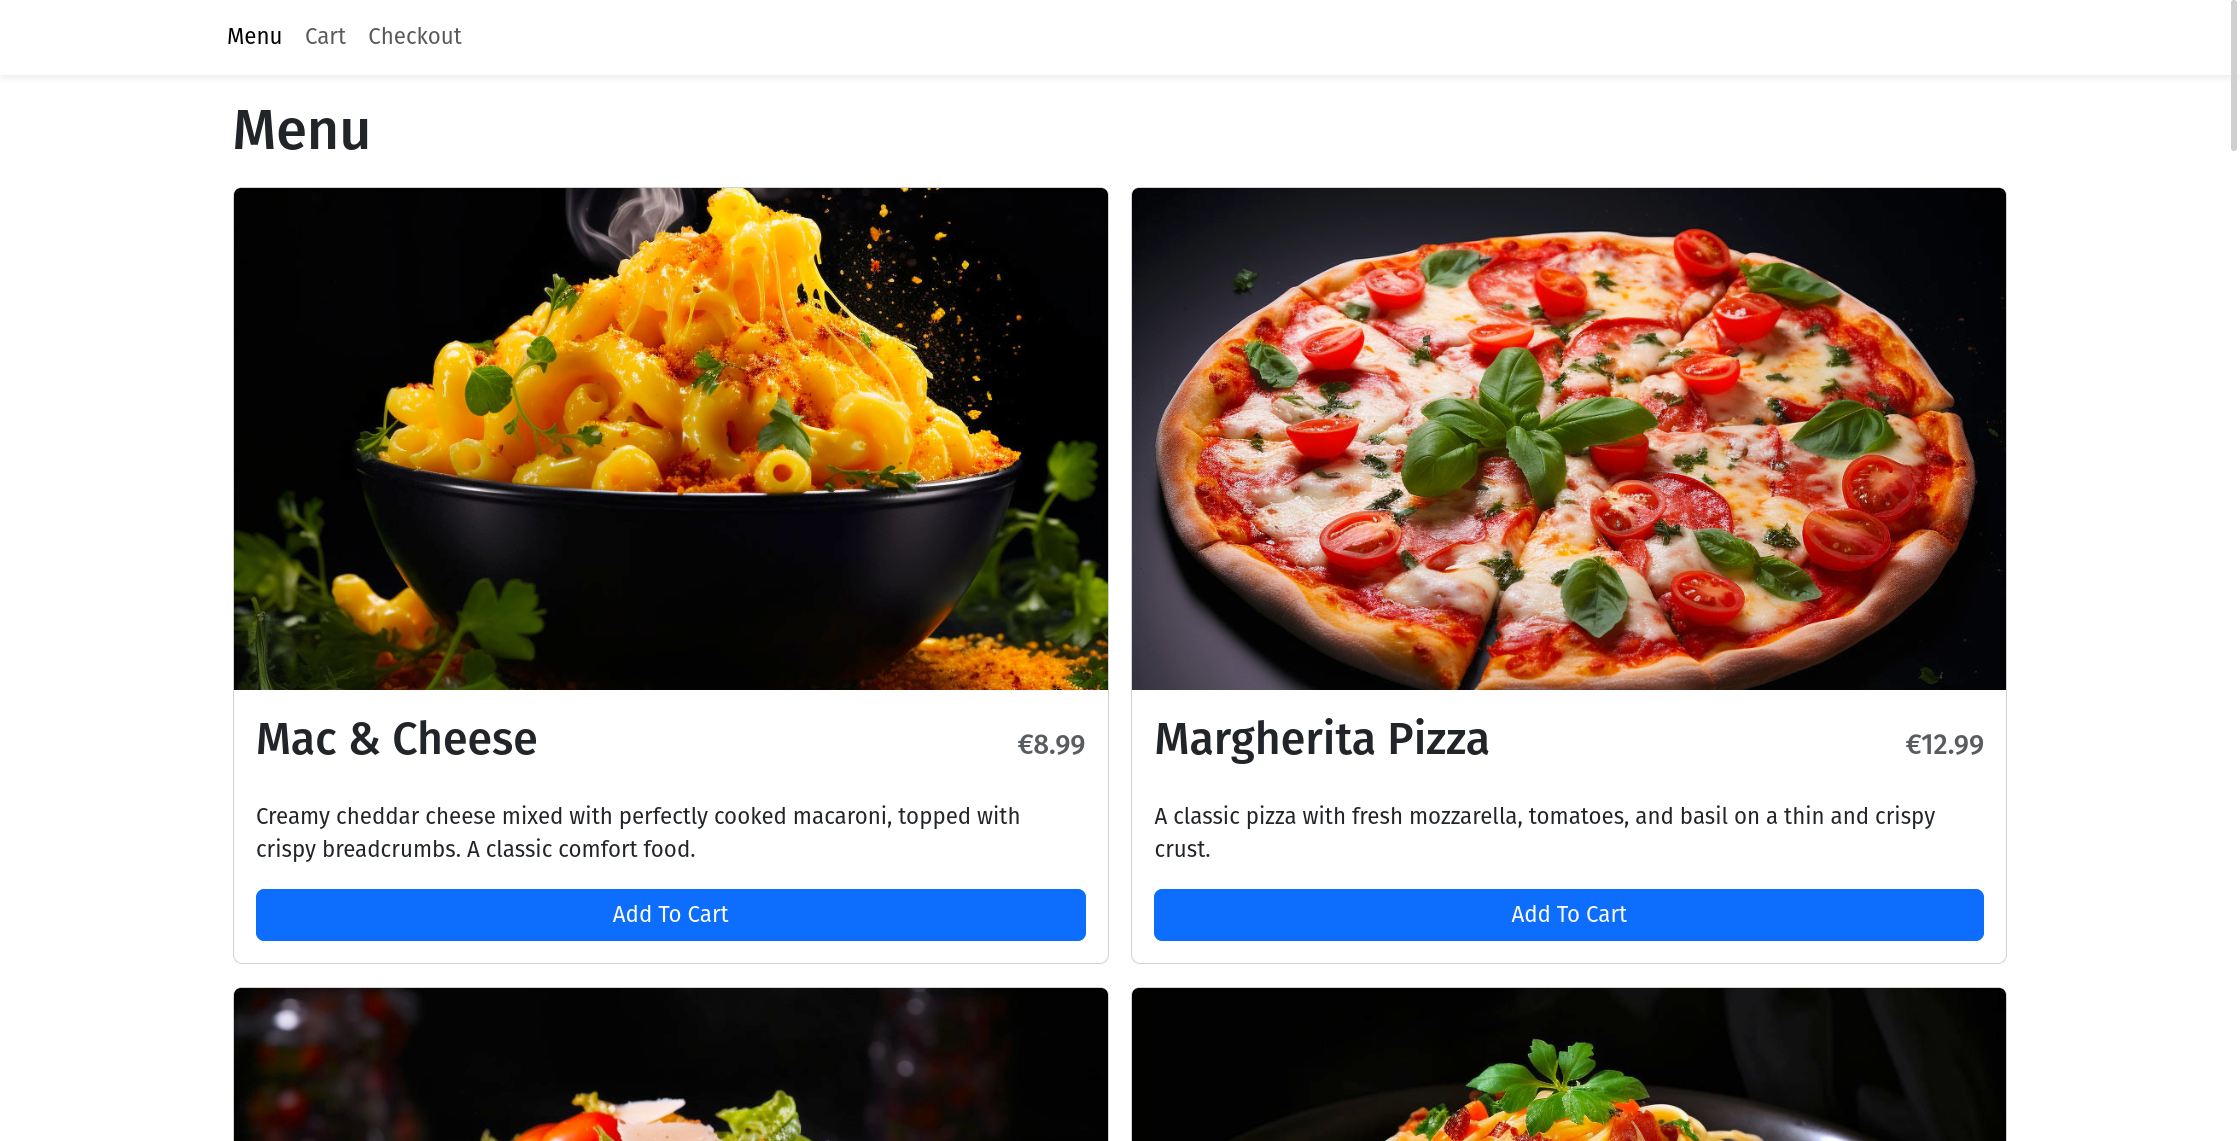 Menu Cart Checkout
Menu
Mac & Cheese €8.99
Creamy cheddar cheese mixed with perfectly cooked macaroni, topped with
crispy breadcrumbs. A classic comfort food.
Add To Cart
Margherita Pizza €12.99
A classic pizza with fresh mozzarella, tomatoes, and basil on a thin and crispy
crust.
Add To Cart